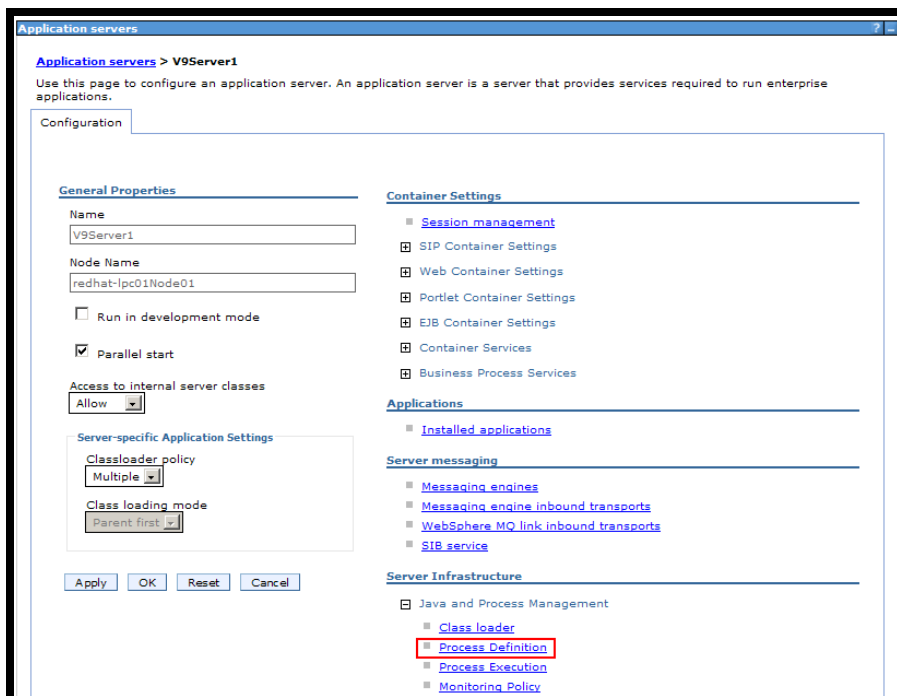 Application servers
? –
Application servers > V9Server1
Use this page to configure an application server. An application server is a server that provides services required to run enterprise
applications.
Configuration
General Properties
Name
V9Server1
Node Name
redhat-lpc01Node01
Run in development mode
Parallel start
Access to internal server classes
Allow
Server-specific Application Settings
Classloader policy
Multiple
Class loading mode
Parent first
Apply OK Reset Cancel
Container Settings
Session management
SIP Container Settings
Web Container Settings
Portlet Container Settings
EJB Container Settings
Container Services
Business Process Services
Applications
Installed applications
Server messaging
Messaging engines
Messaging engine inbound transports
WebSphere MQ link inbound transports
SIB service
Server Infrastructure
Java and Process Management
Class loader
Process Definition
Process Execution
Monitoring Policy